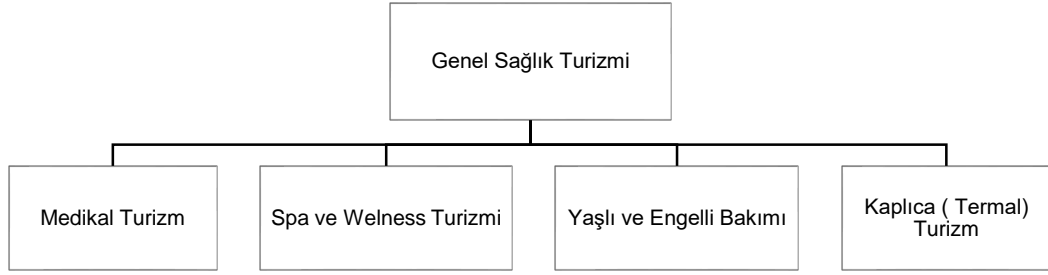 Genel Sağlık Turizmi
Medikal Turizm
Spa ve Welness Turizmi
Yaşlı ve Engelli Bakımı
Kaplıca ( Termal)
Turizm